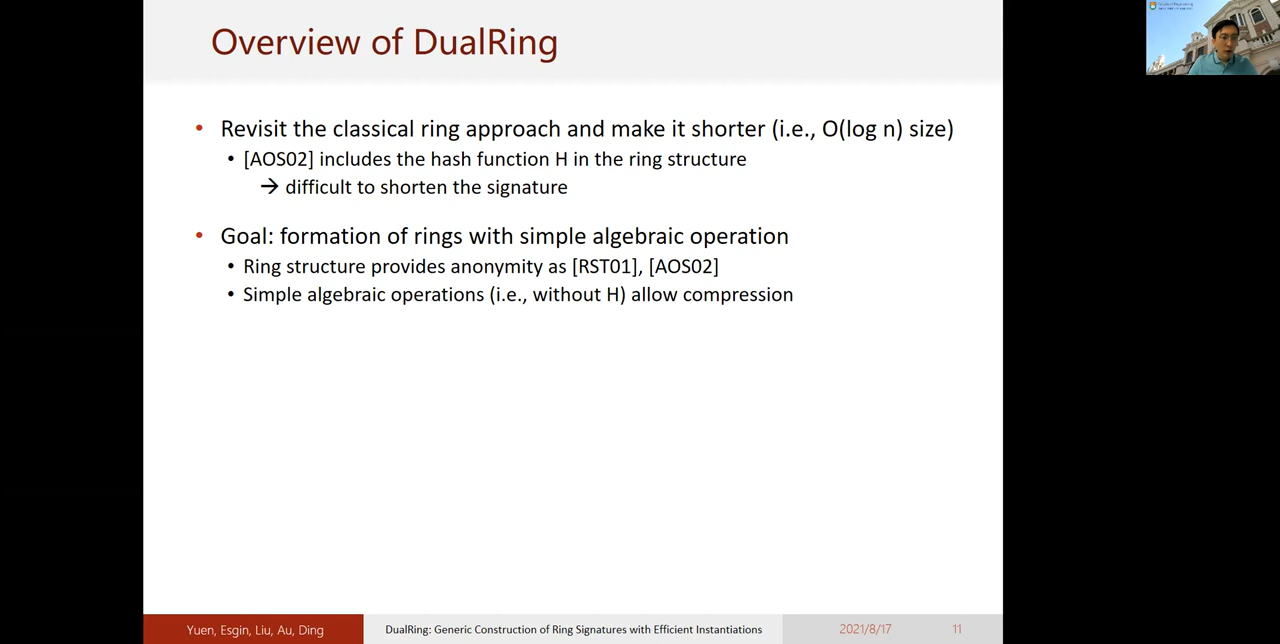 Overview of DualRing
• Revisit the classical ring approach and make it shorter (i.e., O(log n) size)
• [AOS02] includes the hash function H in the ring structure
→ difficult to shorten the signature
• Goal: formation of rings with simple algebraic operation
• Ring structure provides anonymity as [RST01], [AOS02]
• Simple algebraic operations (i.e., without H) allow compression
Yuen, Esgin, Liu, Au, Ding
DualRing: Generic Construction of Ring Signatures with Efficient Instantiations
2021/8/17
11